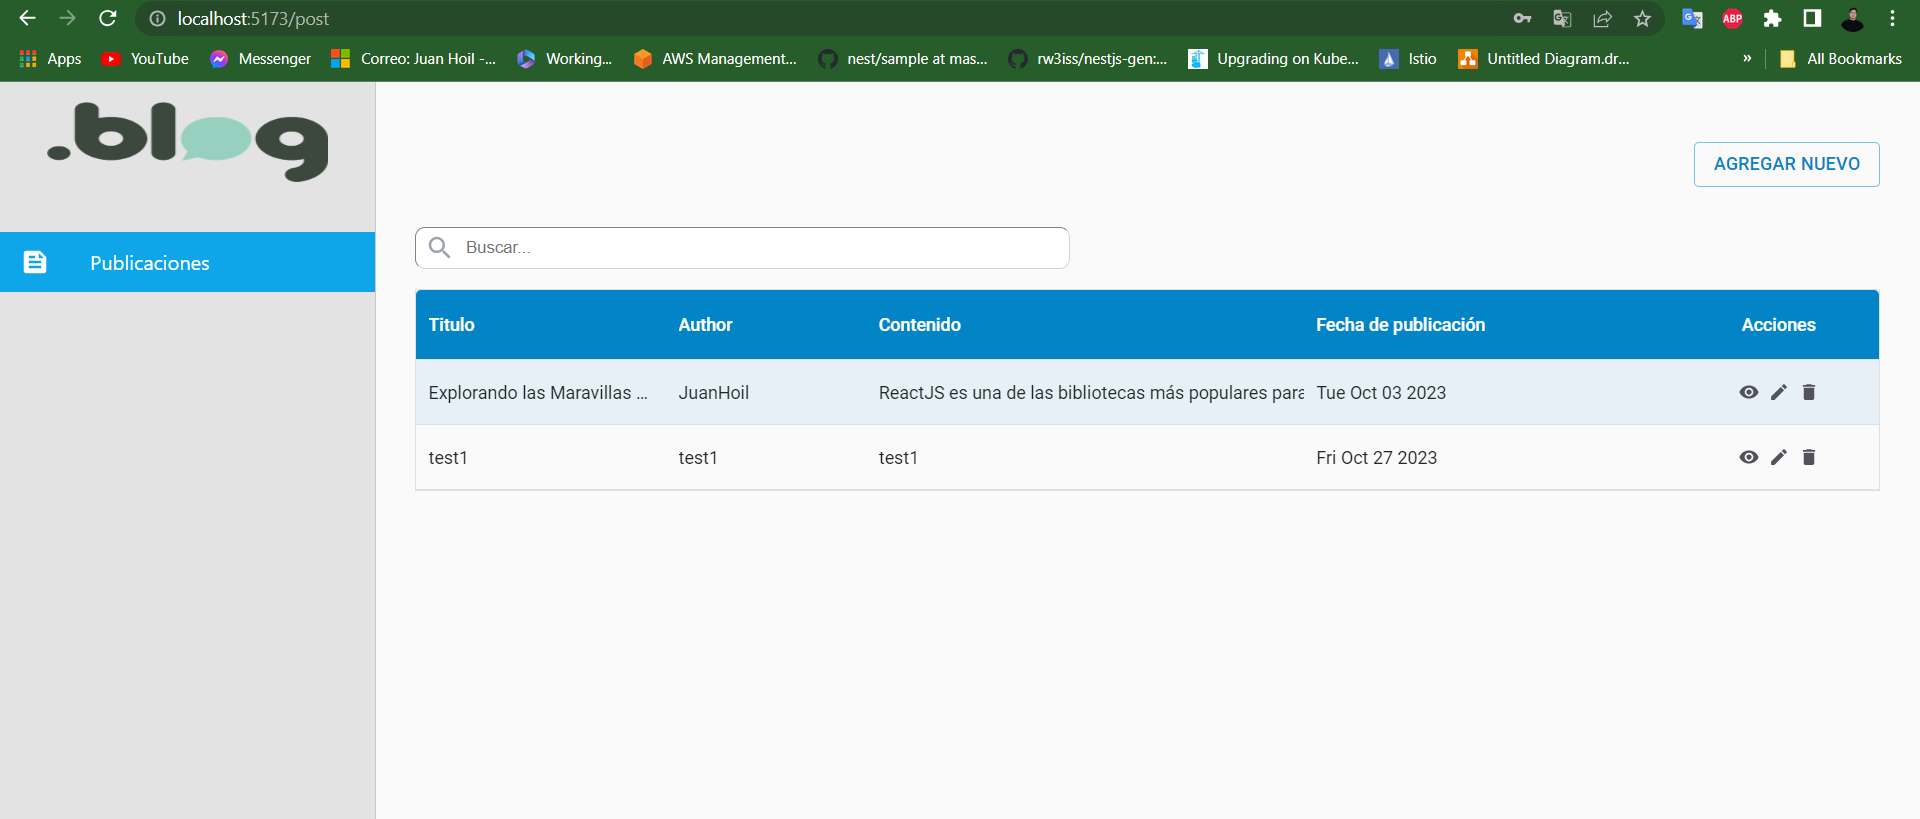 localhost:5173/post
Apps YouTube Messenger Correo: Juan Hoil -... Working... AWS Management... nest/sample at mas... rw3iss/nestjs-gen:... Upgrading on Kube... Istio Untitled Diagram.dr... » All Bookmarks
.blog
AGREGAR NUEVO
Publicaciones
Buscar...
Titulo Author Contenido Fecha de publicación Acciones
Explorando las Maravillas ... JuanHoil ReactJS es una de las bibliotecas más populares para Tue Oct 03 2023
test1 test1 test1 Fri Oct 27 2023
ABP